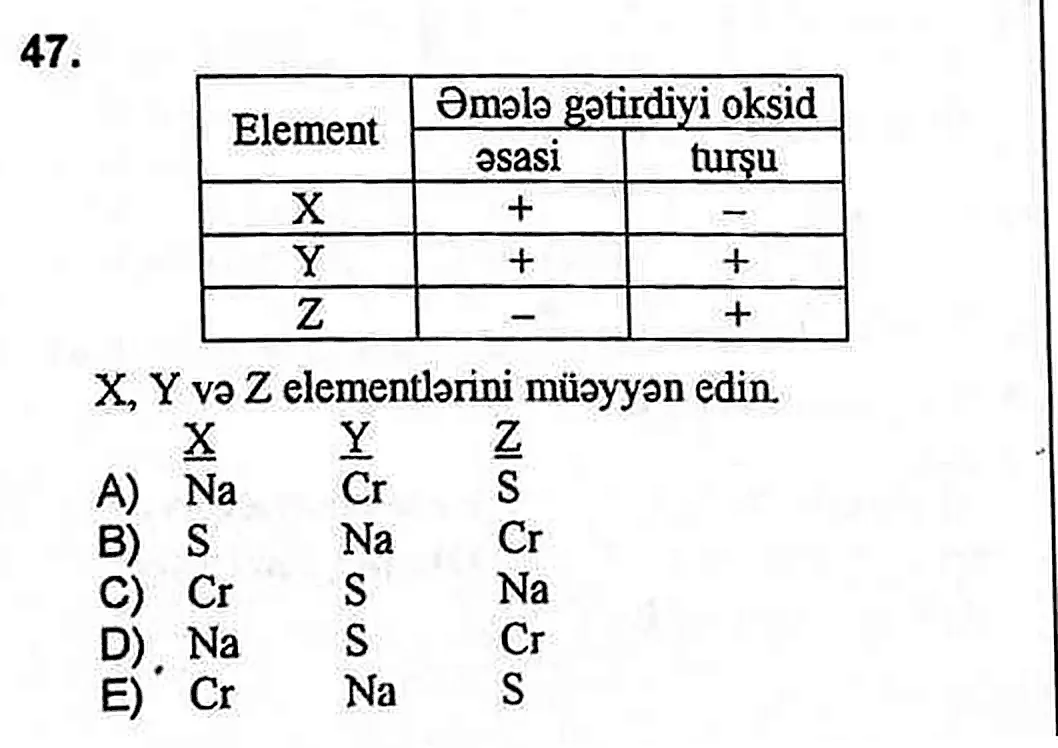 47.
Element Əmələ gətirdiyi oksid
əsasi turşu
X + –
Y + +
Z – +
X, Y və Z elementlərini müəyyən edin.
X Y Z
A) Na Cr S
B) S Na Cr
C) Cr S Na
D) Na S Cr
E) Cr Na S